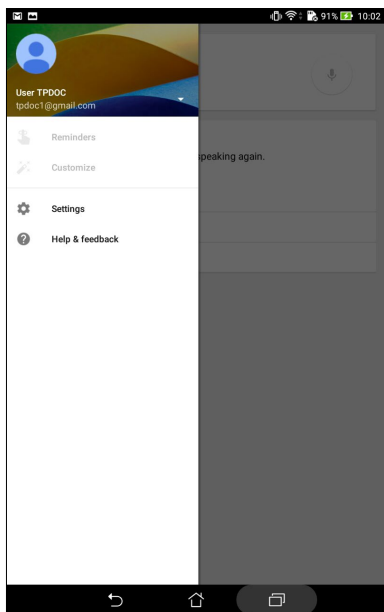 91% 10:02
User TPDOC
tpdoc1@gmail.com
Reminders
Customize
speaking again.
Settings
Help & feedback